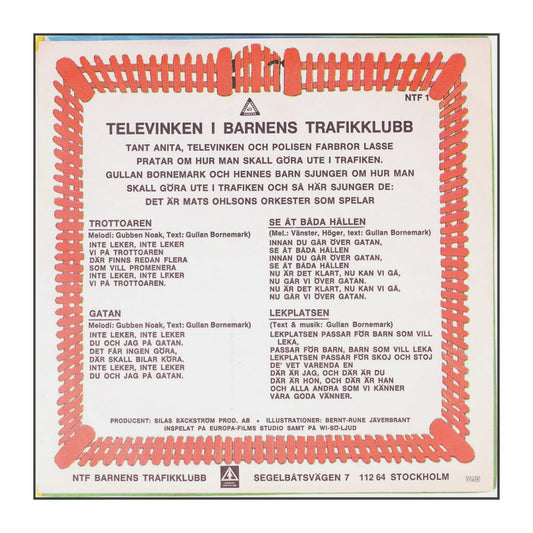 NTF 1
TELEVINKEN I BARNENS TRAFIKKLUBB
TANT ANITA, TELEVINKEN OCH POLISEN FARBROR LASSE
PRATAR OM HUR MAN SKALL GÖRA UTE I TRAFIKEN.
GULLAN BORNEMARK OCH HENNES BARN SJUNGER OM HUR MAN
SKALL GÖRA UTE I TRAFIKEN OCH SÅ HÄR SJUNGER DE:
DET ÄR MATS OHLSONS ORKESTER SOM SPELAR
TROTTOAREN
Melodi: Gubben Noak, Text: Gullan Bornemark)
INTE LEKER, INTE LEKER
VI PÅ TROTTOAREN
DÄR FINNS REDAN FLERA
SOM VILL PROMENERA
INTE LEKER, INTE LEKER
VI PÅ TROTTOAREN.
GATAN
Melodi: Gubben Noak, Text: Gullan Bornemark)
INTE LEKER, INTE LEKER
DU OCH JAG PÅ GATAN.
DET FÅR INGEN GÖRA,
DÄR SKALL BILAR KÖRA.
INTE LEKER, INTE LEKER
DU OCH JAG PÅ GATAN.
SE ÅT BÅDA HÅLLEN
(Mel.: Vänster, Höger, text: Gullan Bornemark)
INNAN DU GÅR ÖVER GATAN,
SE ÅT BÅDA HÅLLEN
INNAN DU GÅR ÖVER GATAN,
SE ÅT BÅDA HÅLLEN
NU ÄR DET KLART, NU KAN VI GÅ,
NU GÅR VI ÖVER GATAN.
NU ÄR DET KLART, NU KAN VI GÅ,
NU GÅR VI ÖVER GATAN.
LEKPLATSEN
(Text & musik: Gullan Bornemark)
LEKPLATSEN PASSAR FÖR BARN SOM VILL
LEKA,
PASSAR FÖR BARN, BARN SOM VILL LEKA
LEKPLATSEN PASSAR FÖR SKOJ OCH STOJ
DE' VET VARENDA EN
DÄR ÄR JAG, OCH DÄR ÄR DU
DÄR ÄR HON, OCH DÄR ÄR HAN
OCH ALLA ANDRA SOM VI KÄNNER
VÅRA GODA VÄNNER.
PRODUCENT: SILAS BÄCKSTRÖM PROD. AB • ILLUSTRATIONER: BERNT-RUNE JÄVERBRANT
INSPELAT PÅ EUROPA-FILMS STUDIO SAMT PÅ WI-SD-LJUD
NTF BARNENS TRAFIKKLUBB SEGELBÅTSVÄGEN 7 112 64 STOCKHOLM